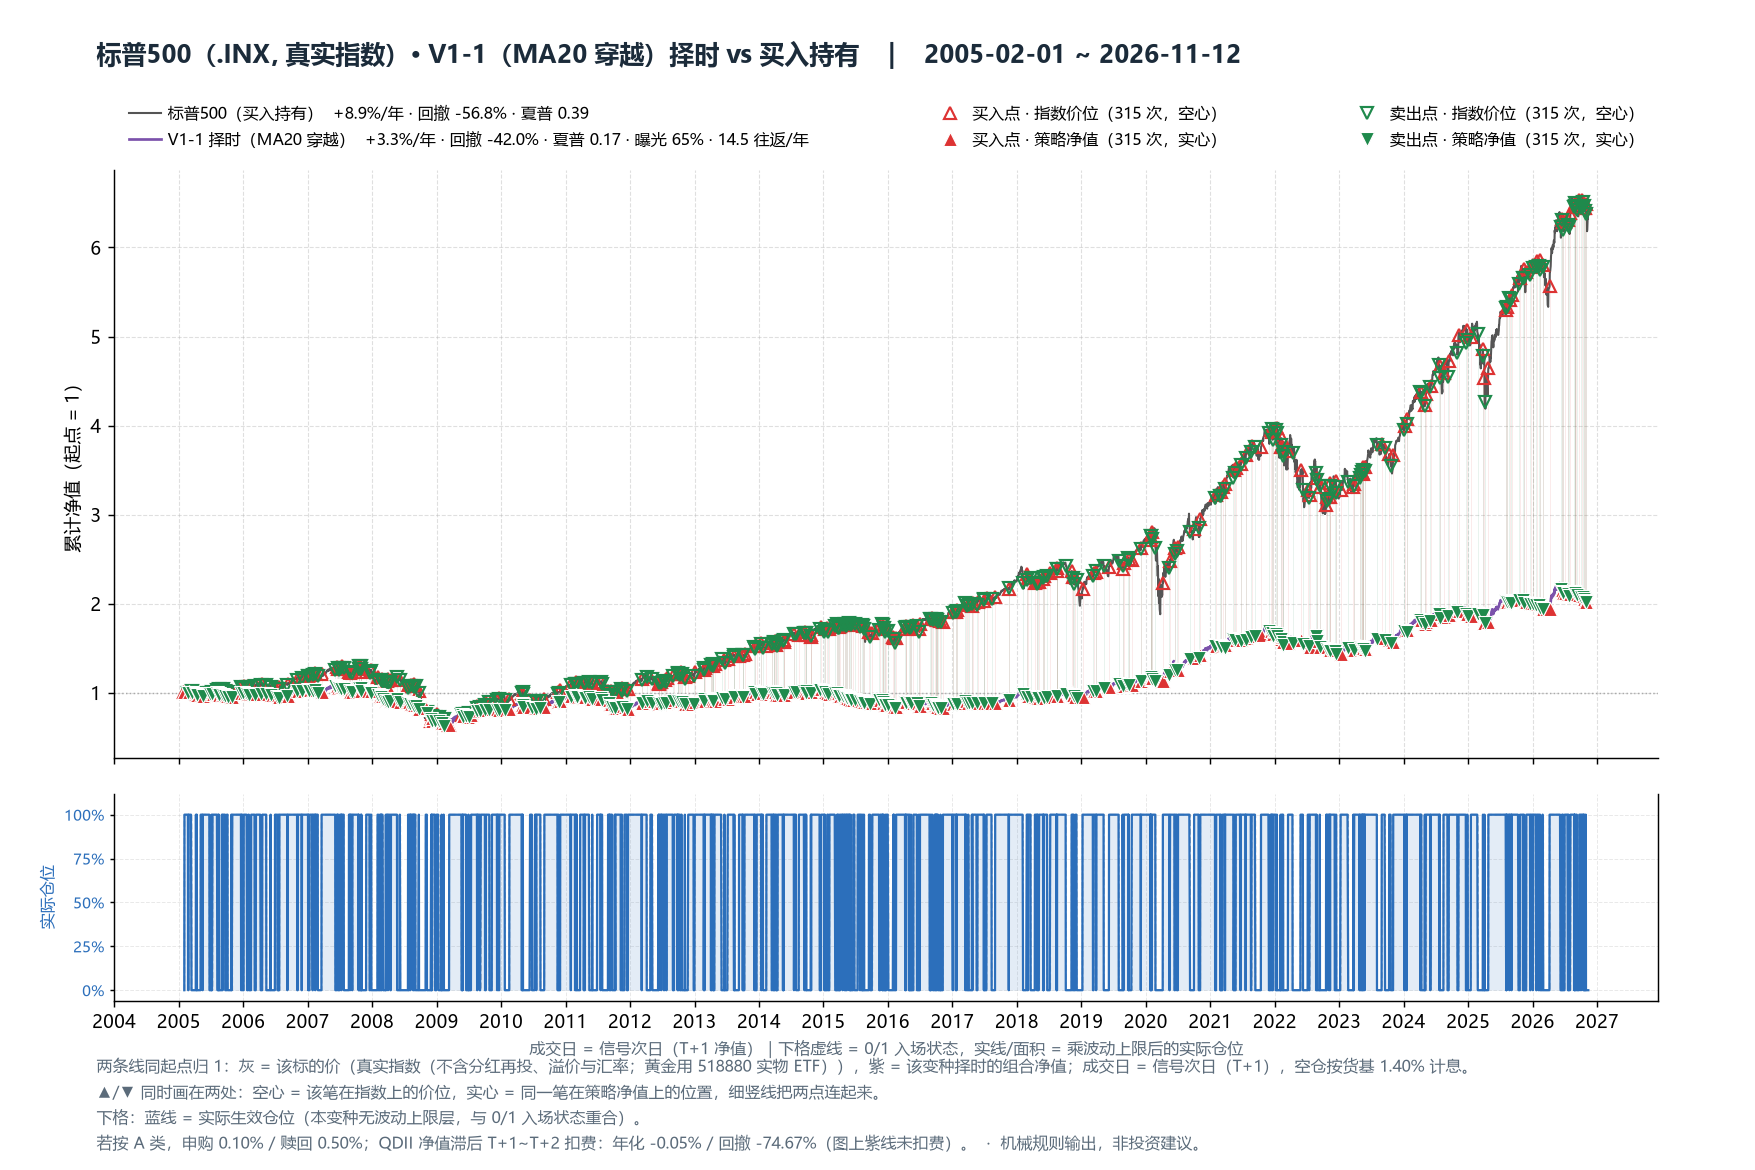 标普500（.INX, 真实指数）• V1-1（MA20 穿越）择时 vs 买入持有 | 2005-02-01 ~ 2026-11-12
标普500（买入持有） +8.9%/年 · 回撤 -56.8% · 夏普 0.39
V1-1 择时（MA20 穿越） +3.3%/年 · 回撤 -42.0% · 夏普 0.17 · 曝光 65% · 14.5 往返/年
买入点 · 指数价位（315 次，空心）
买入点 · 策略净值（315 次，实心）
卖出点 · 指数价位（315 次，空心）
卖出点 · 策略净值（315 次，实心）
累计净值（起点 = 1）
6
5
4
3
2
1
实际仓位
100%
75%
50%
25%
0%
2004 2005 2006 2007 2008 2009 2010 2011 2012 2013 2014 2015 2016 2017 2018 2019 2020 2021 2022 2023 2024 2025 2026 2027
成交日 = 信号次日（T+1 净值） | 下格虚线 = 0/1 入场状态，实线/面积 = 乘波动上限后的实际仓位
两条线同起点归 1：灰 = 该标的价（真实指数（不含分红再投、溢价与汇率；黄金用 518880 实物 ETF）），紫 = 该变种择时的组合净值；成交日 = 信号次日（T+1），空仓按货基 1.40% 计息。
▲/▼ 同时画在两处：空心 = 该笔在指数上的价位，实心 = 同一笔在策略净值上的位置，细竖线把两点连起来。
下格：蓝线 = 实际生效仓位（本变种无波动上限层，与 0/1 入场状态重合）。
若按 A 类，申购 0.10% / 赎回 0.50%；QDII 净值滞后 T+1~T+2 扣费：年化 -0.05% / 回撤 -74.67%（图上紫线未扣费）。 · 机械规则输出，非投资建议。